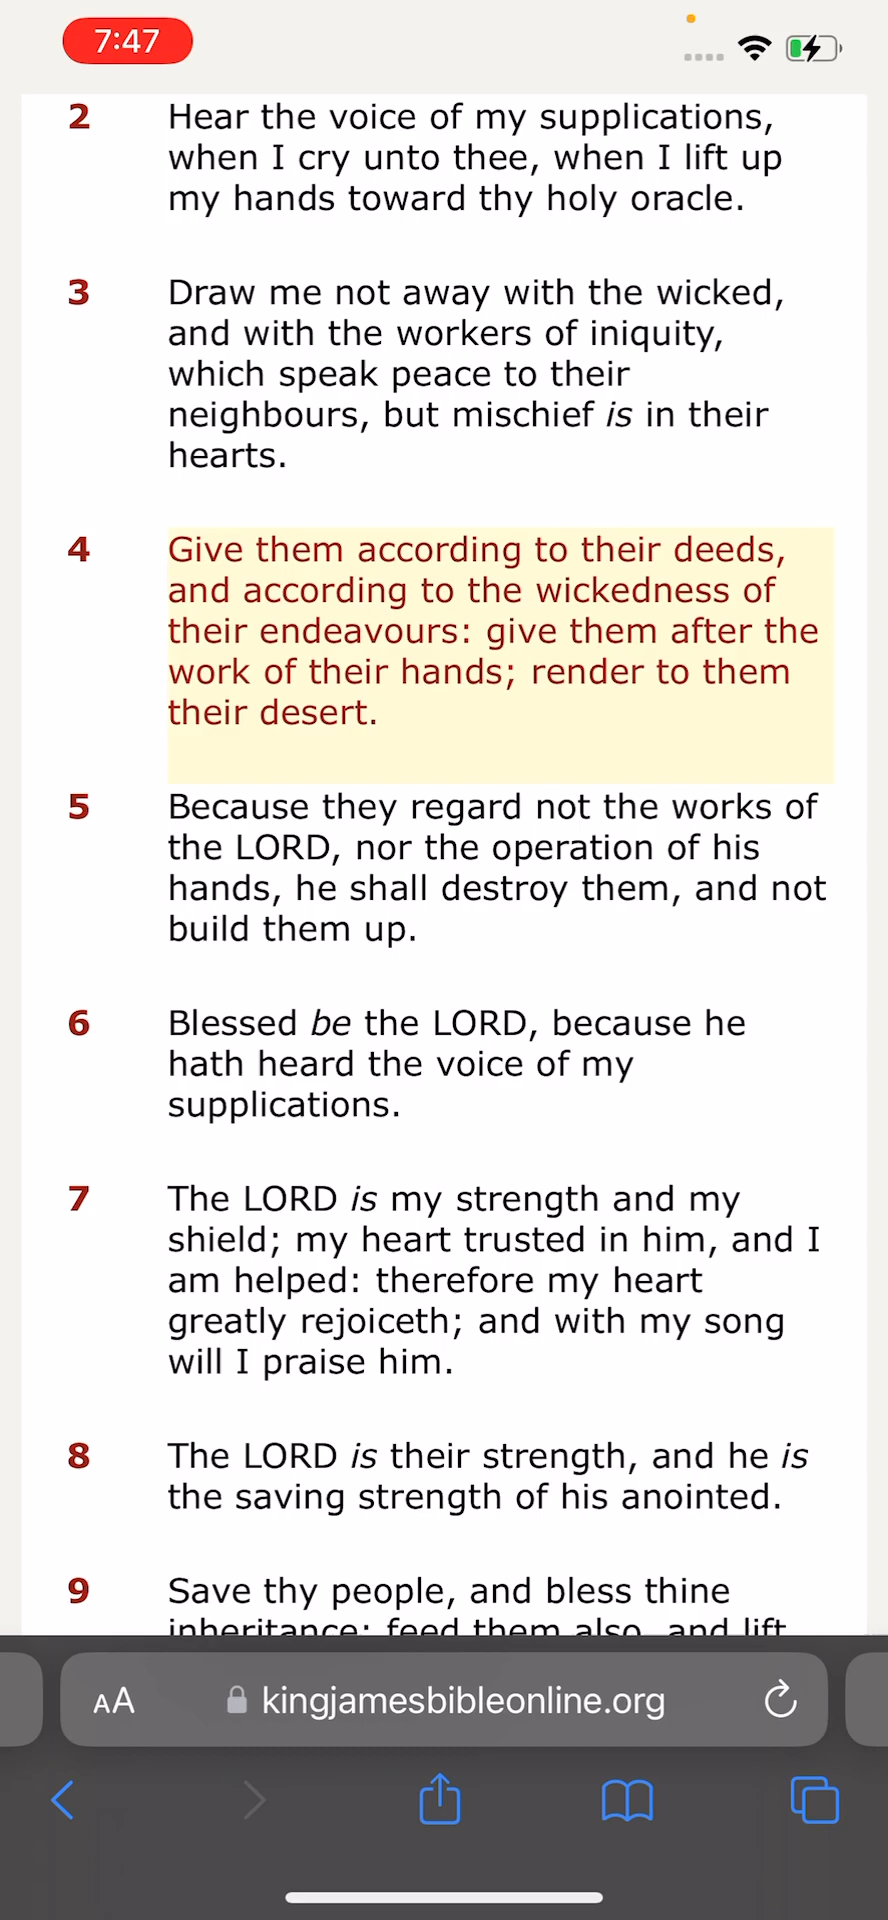 7:47
2 Hear the voice of my supplications,
when I cry unto thee, when I lift up
my hands toward thy holy oracle.
3 Draw me not away with the wicked,
and with the workers of iniquity,
which speak peace to their
neighbours, but mischief is in their
hearts.
4 Give them according to their deeds,
and according to the wickedness of
their endeavours: give them after the
work of their hands; render to them
their desert.
5 Because they regard not the works of
the LORD, nor the operation of his
hands, he shall destroy them, and not
build them up.
6 Blessed be the LORD, because he
hath heard the voice of my
supplications.
7 The LORD is my strength and my
shield; my heart trusted in him, and I
am helped: therefore my heart
greatly rejoiceth; and with my song
will I praise him.
8 The LORD is their strength, and he is
the saving strength of his anointed.
9 Save thy people, and bless thine
inheritance: feed them also, and lift
AA kingjamesbibleonline.org